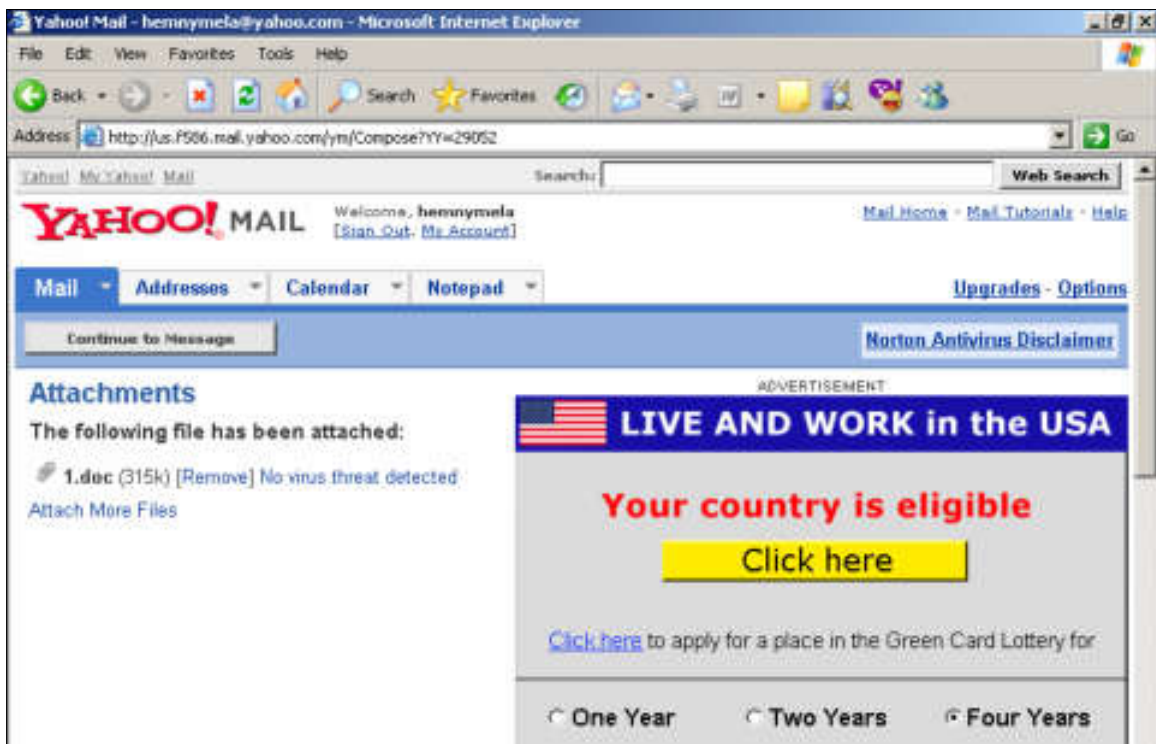 Yahoo! Mail - hemnymela@yahoo.com - Microsoft Internet Explorer
File Edit View Favorites Tools Help
Back Search Favorites
Address http://us.f586.mail.yahoo.com/ym/Compose?YY=29052 Go
Yahoo! My Yahoo! Mail Search: Web Search
YAHOO! MAIL Welcome, hemnymela Mail Home - Mail Tutorials - Help
[Sign Out, My Account]
Mail Addresses Calendar Notepad Upgrades - Options
Continue to Message Norton Antivirus Disclaimer
Attachments
The following file has been attached:
1.doc (315k) [Remove] No virus threat detected
Attach More Files
ADVERTISEMENT
LIVE AND WORK in the USA
Your country is eligible
Click here
Click here to apply for a place in the Green Card Lottery for
One Year Two Years Four Years